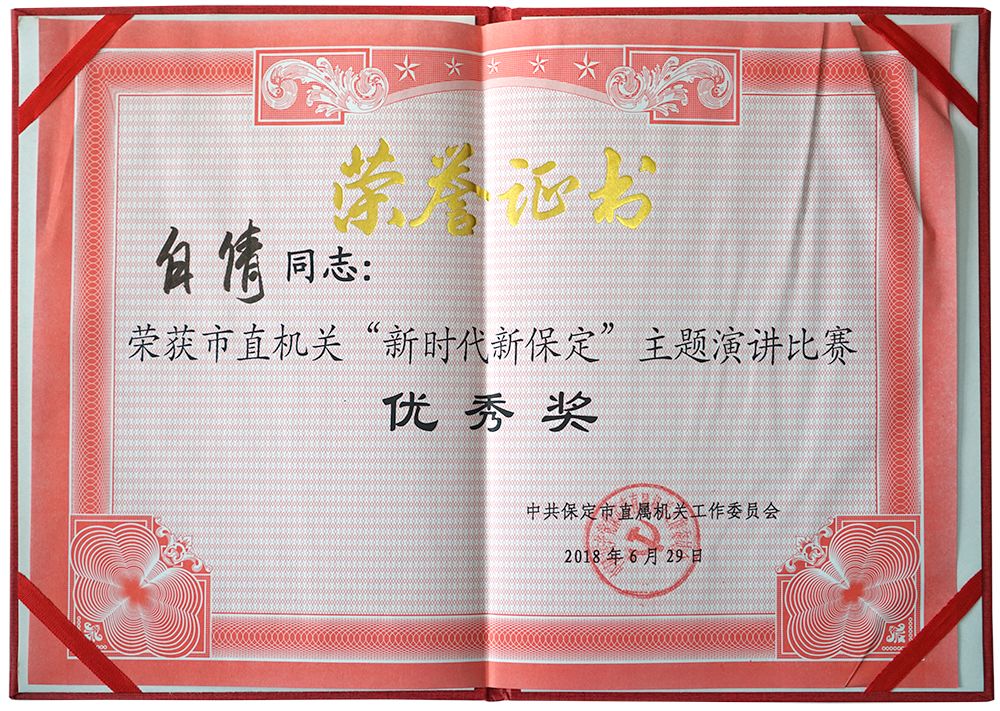 荣誉证书
自倩同志：
荣获市直机关“新时代新保定”主题演讲比赛
优秀奖
中共保定市直属机关工作委员会
2018年6月29日